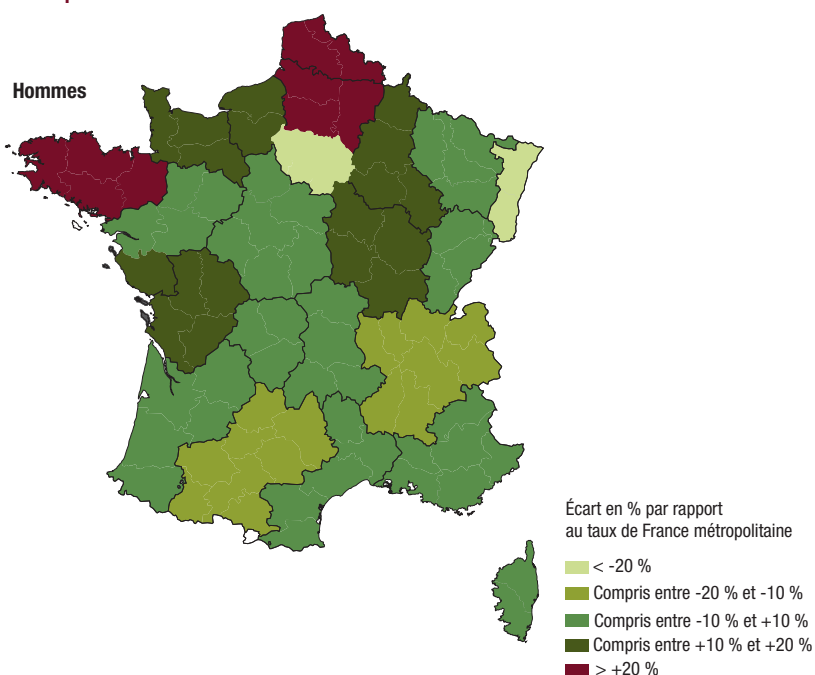 Hommes
Écart en % par rapport
au taux de France métropolitaine
< -20 %
Compris entre -20 % et -10 %
Compris entre -10 % et +10 %
Compris entre +10 % et +20 %
> +20 %